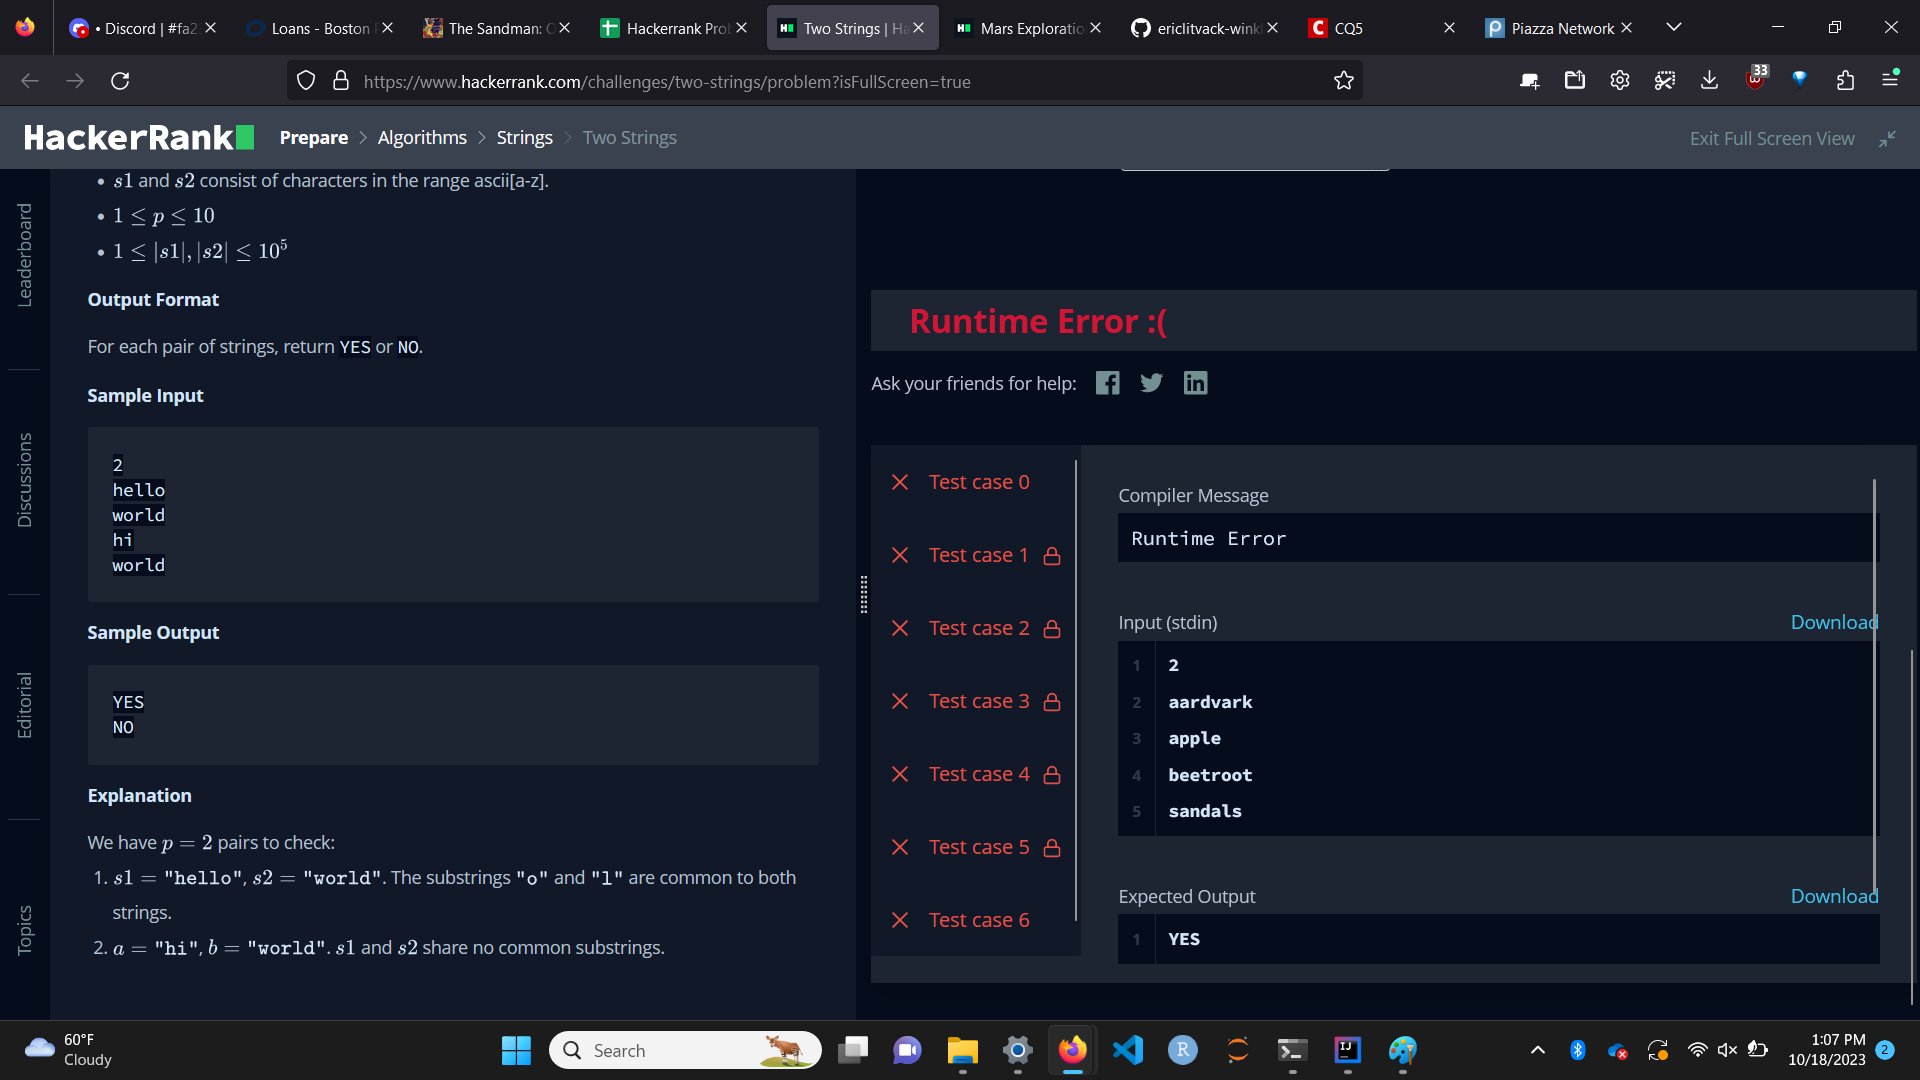 • Discord | #fa2
Loans - Boston
The Sandman:
Hackerrank Pro
Two Strings | Ha
Mars Exploratio
ericlitvack-wink
CQ5
Piazza Network
https://www.hackerrank.com/challenges/two-strings/problem?isFullScreen=true
33
HackerRank
Prepare > Algorithms > Strings > Two Strings
Exit Full Screen View
Leaderboard
Discussions
Editorial
Topics
• s1 and s2 consist of characters in the range ascii[a-z].
• 1 ≤ p ≤ 10
• 1 ≤ |s1|, |s2| ≤ 10⁵
Output Format
For each pair of strings, return YES or NO.
Sample Input
2
hello
world
hi
world
Sample Output
YES
NO
Explanation
We have p = 2 pairs to check:
1. s1 = "hello", s2 = "world". The substrings "o" and "l" are common to both
strings.
2. a = "hi", b = "world". s1 and s2 share no common substrings.
Runtime Error :(
Ask your friends for help:
Test case 0
Test case 1
Test case 2
Test case 3
Test case 4
Test case 5
Test case 6
Compiler Message
Runtime Error
Input (stdin)
Download
1 2
2 aardvark
3 apple
4 beetroot
5 sandals
Expected Output
Download
1 YES
60°F
Cloudy
Search
R
IJ
1:07 PM
10/18/2023
2